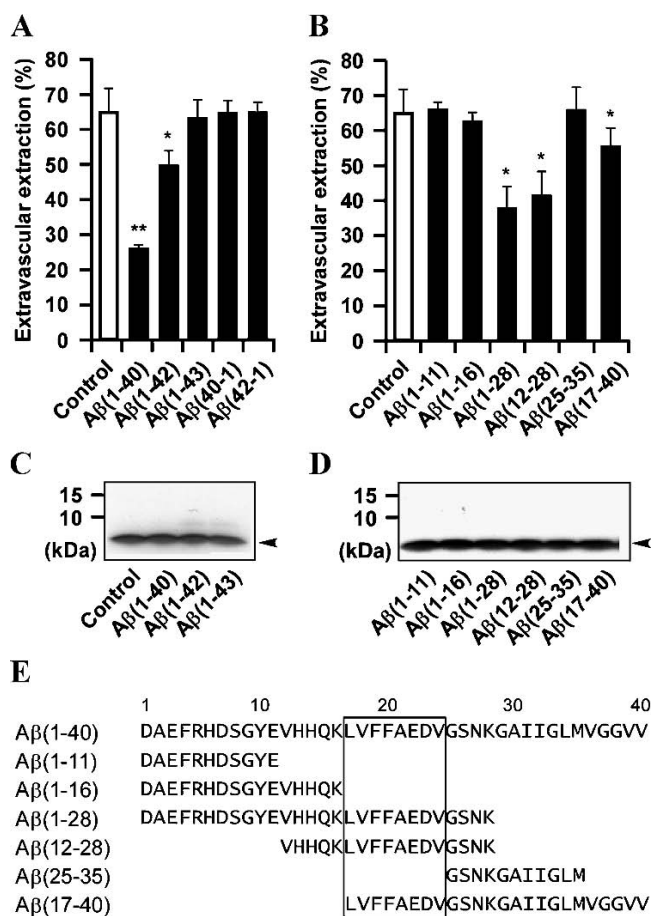 A
Extravascular extraction (%)
80
70
60
50
40
30
20
10
0
**
*
Control
Aβ(1-40)
Aβ(1-42)
Aβ(1-43)
Aβ(40-1)
Aβ(42-1)
B
Extravascular extraction (%)
80
70
60
50
40
30
20
10
0
*
*
*
Control
Aβ(1-11)
Aβ(1-16)
Aβ(1-28)
Aβ(12-28)
Aβ(25-35)
Aβ(17-40)
C
15
10
(kDa)
Control
Aβ(1-40)
Aβ(1-42)
Aβ(1-43)
D
15
10
(kDa)
Aβ(1-11)
Aβ(1-16)
Aβ(1-28)
Aβ(12-28)
Aβ(25-35)
Aβ(17-40)
E
1 10 20 30 40
Aβ(1-40) DAEFRHDSGYEVHHQKLVFFAEDVGSNKGAIIGLMVGGVV
Aβ(1-11) DAEFRHDSGYE
Aβ(1-16) DAEFRHDSGYEVHHQK
Aβ(1-28) DAEFRHDSGYEVHHQKLVFFAEDVGSNK
Aβ(12-28) VHHQKLVFFAEDVGSNK
Aβ(25-35) GSNKGAIIGLM
Aβ(17-40) LVFFAEDVGSNKGAIIGLMVGGVV